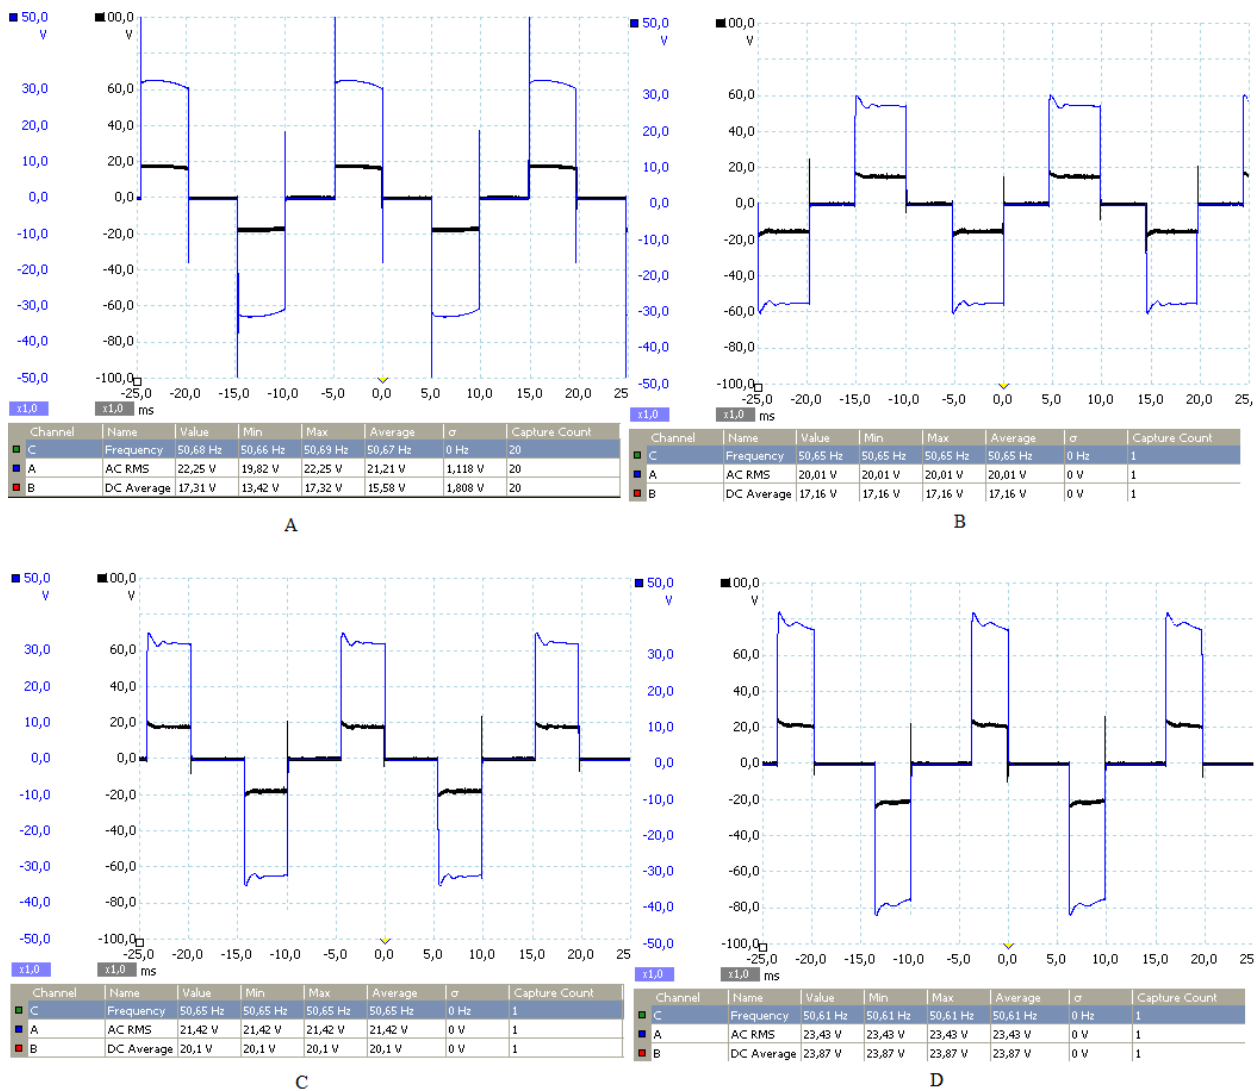 50,0 100,0
V V
30,0 60,0
20,0 40,0
10,0 20,0
0,0 0,0
-10,0 -20,0
-20,0 -40,0
-30,0 -60,0
-40,0 -80,0
-50,0 -100,0
-25,0 -20,0 -15,0 -10,0 -5,0 0,0 5,0 10,0 15,0 20,0 25
x1,0 x1,0 ms
Channel Name Value Min Max Average σ Capture Count
C Frequency 50,68 Hz 50,66 Hz 50,69 Hz 50,67 Hz 0 Hz 20
A AC RMS 22,25 V 19,82 V 22,25 V 21,21 V 1,118 V 20
B DC Average 17,31 V 13,42 V 17,32 V 15,58 V 1,808 V 20
A
50,0 100,0
V V
30,0 60,0
20,0 40,0
10,0 20,0
0,0 0,0
-10,0 -20,0
-20,0 -40,0
-30,0 -60,0
-40,0 -80,0
-50,0 -100,0
-25,0 -20,0 -15,0 -10,0 -5,0 0,0 5,0 10,0 15,0 20,0 25
x1,0 x1,0 ms
Channel Name Value Min Max Average σ Capture Count
C Frequency 50,65 Hz 50,65 Hz 50,65 Hz 50,65 Hz 0 Hz 1
A AC RMS 20,01 V 20,01 V 20,01 V 20,01 V 0 V 1
B DC Average 17,16 V 17,16 V 17,16 V 17,16 V 0 V 1
B
50,0 100,0
V V
30,0 60,0
20,0 40,0
10,0 20,0
0,0 0,0
-10,0 -20,0
-20,0 -40,0
-30,0 -60,0
-40,0 -80,0
-50,0 -100,0
-25,0 -20,0 -15,0 -10,0 -5,0 0,0 5,0 10,0 15,0 20,0 25
x1,0 x1,0 ms
Channel Name Value Min Max Average σ Capture Count
C Frequency 50,65 Hz 50,65 Hz 50,65 Hz 50,65 Hz 0 Hz 1
A AC RMS 21,42 V 21,42 V 21,42 V 21,42 V 0 V 1
B DC Average 20,1 V 20,1 V 20,1 V 20,1 V 0 V 1
C
50,0 100,0
V V
30,0 60,0
20,0 40,0
10,0 20,0
0,0 0,0
-10,0 -20,0
-20,0 -40,0
-30,0 -60,0
-40,0 -80,0
-50,0 -100,0
-25,0 -20,0 -15,0 -10,0 -5,0 0,0 5,0 10,0 15,0 20,0 25
x1,0 x1,0 ms
Channel Name Value Min Max Average σ Capture Count
C Frequency 50,61 Hz 50,61 Hz 50,61 Hz 50,61 Hz 0 Hz 1
A AC RMS 23,43 V 23,43 V 23,43 V 23,43 V 0 V 1
B DC Average 23,87 V 23,87 V 23,87 V 23,87 V 0 V 1
D